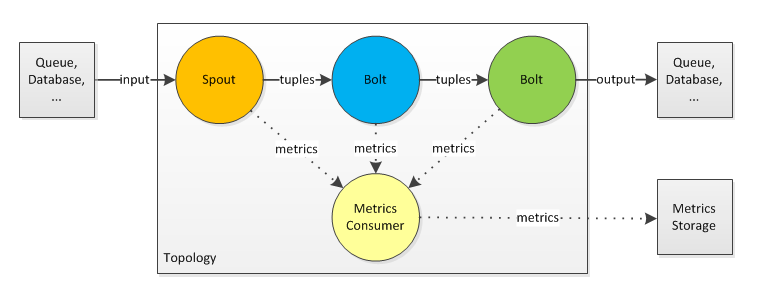 Queue,
Database,
...
input
Spout
tuples
Bolt
tuples
Bolt
output
Queue,
Database,
...
metrics
metrics
metrics
Metrics
Consumer
metrics
Metrics
Storage
Topology